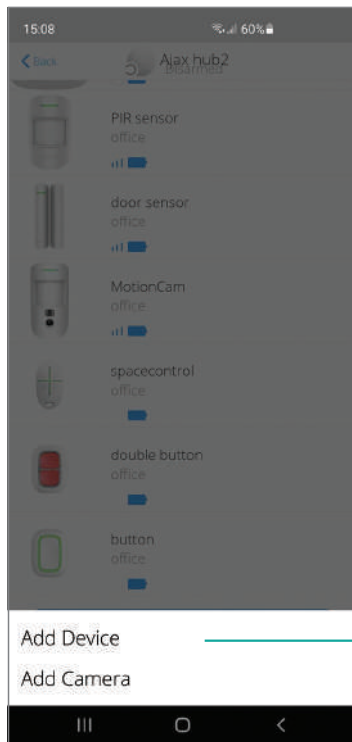 15:08 60%
Back Ajax hub2
Disarmed
PIR sensor
office
door sensor
office
MotionCam
office
spacecontrol
office
double button
office
button
office
Add Device
Add Camera